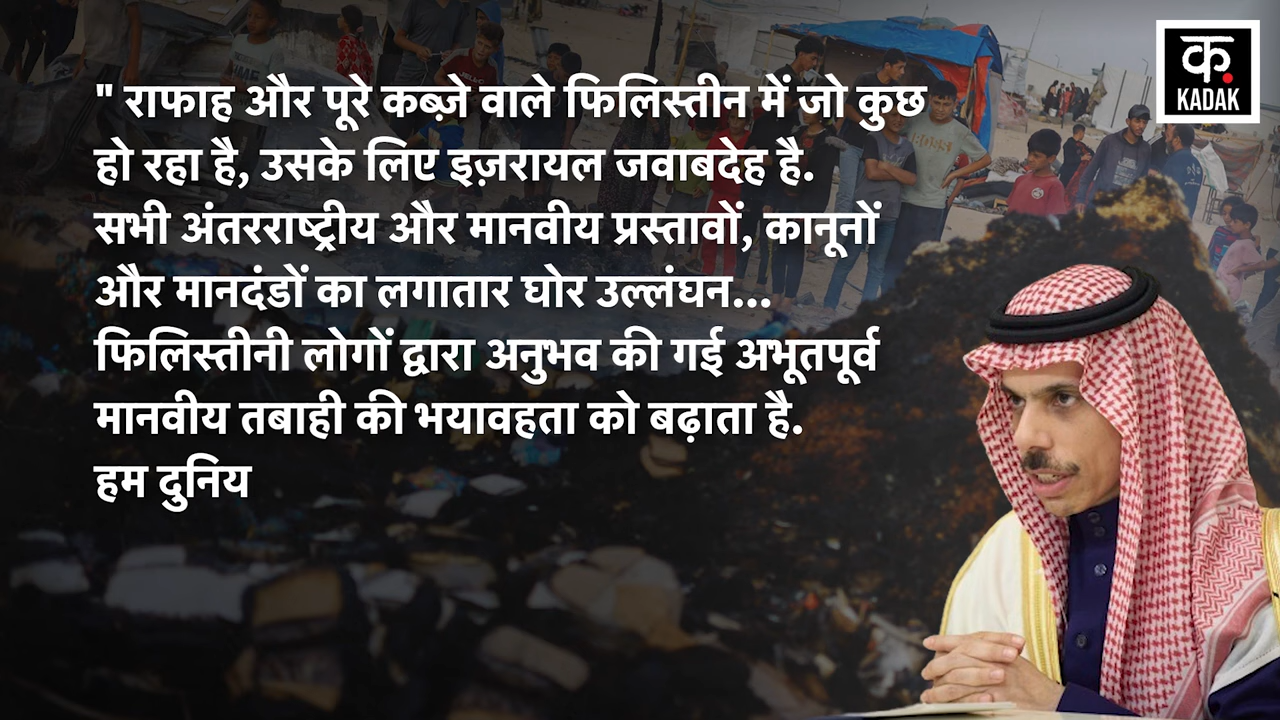 " राफाह और पूरे कब्ज़े वाले फिलिस्तीन में जो कुछ
हो रहा है, उसके लिए इज़रायल जवाबदेह है.
सभी अंतरराष्ट्रीय और मानवीय प्रस्तावों, कानूनों
और मानदंडों का लगातार घोर उल्लंघन...
फिलिस्तीनी लोगों द्वारा अनुभव की गई अभूतपूर्व
मानवीय तबाही की भयावहता को बढ़ाता है.
हम दुनिय
क.
KADAK